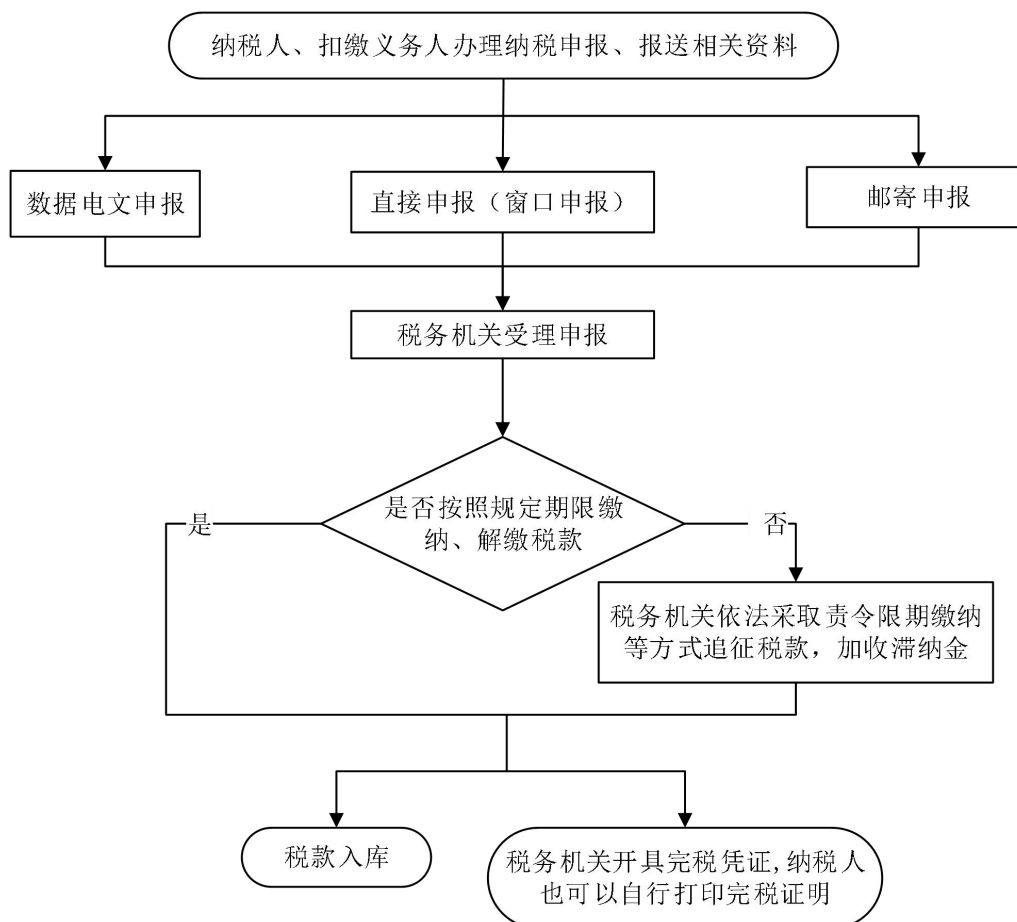 纳税人、扣缴义务人办理纳税申报、报送相关资料
数据电文申报
直接申报（窗口申报）
邮寄申报
税务机关受理申报
是否按照规定期限缴
纳、解缴税款
是
否
税务机关依法采取责令限期缴纳
等方式追征税款，加收滞纳金
税款入库
税务机关开具完税凭证,纳税人
也可以自行打印完税证明